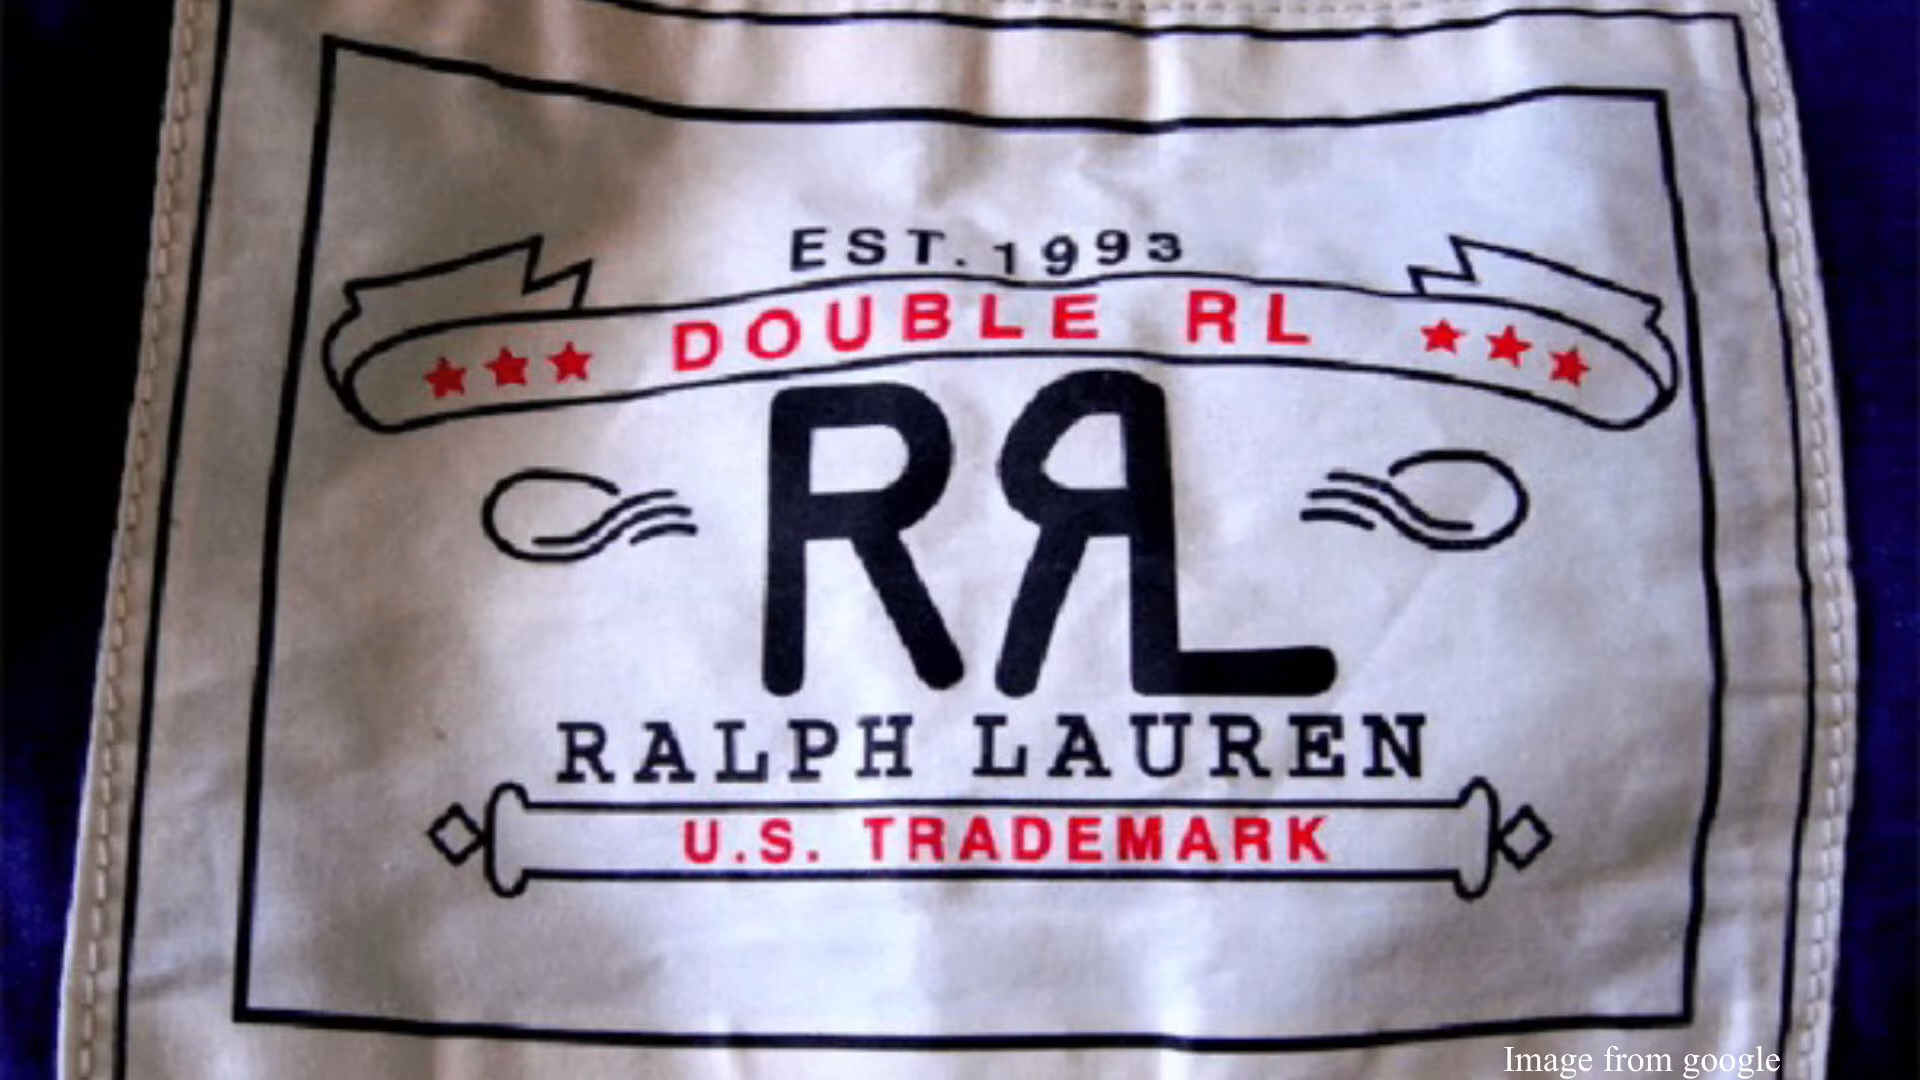 EST. 1993
DOUBLE RL
RRL
RALPH LAUREN
U.S. TRADEMARK
Image from google